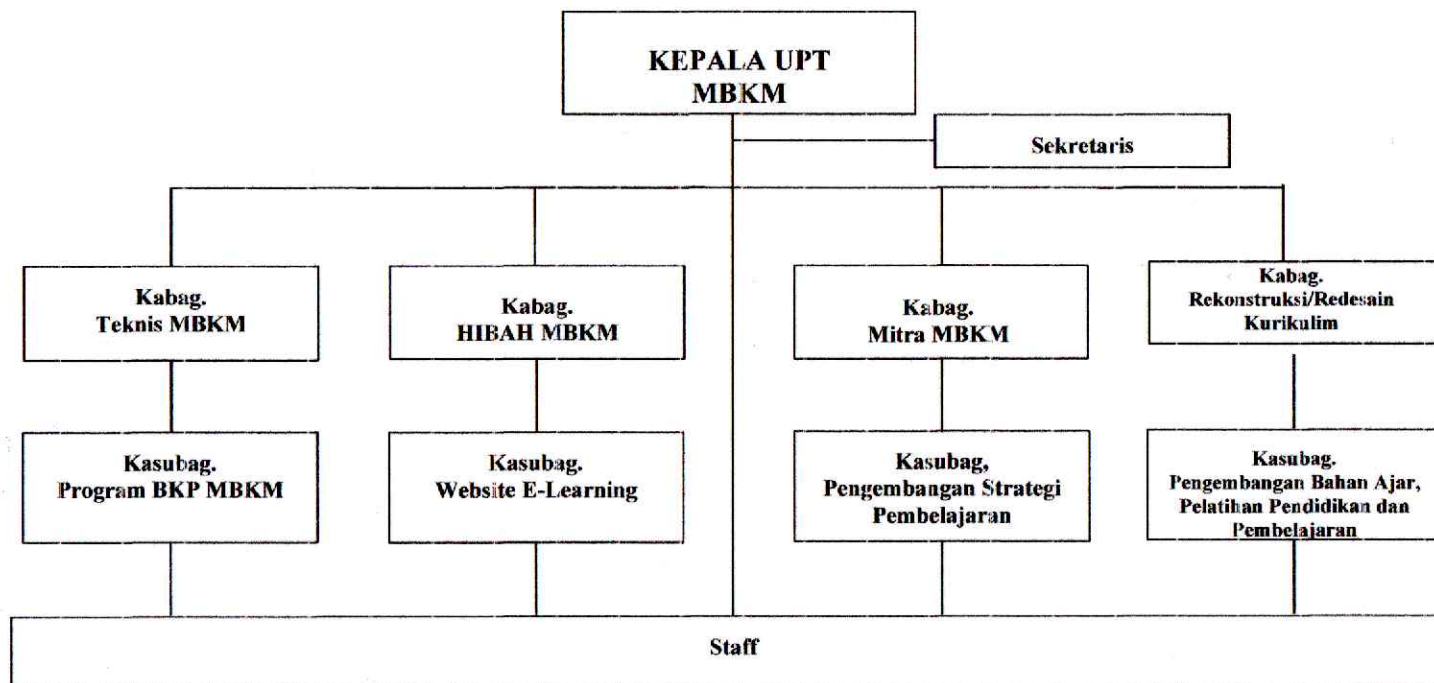 KEPALA UPT
MBKM
Sekretaris
Kabag.
Teknis MBKM
Kabag.
HIBAH MBKM
Kabag.
Mitra MBKM
Kabag.
Rekonstruksi/Redesain
Kurikulim
Kasubag.
Program BKP MBKM
Kasubag.
Website E-Learning
Kasubag,
Pengembangan Strategi
Pembelajaran
Kasubag.
Pengembangan Bahan Ajar,
Pelatihan Pendidikan dan
Pembelajaran
Staff